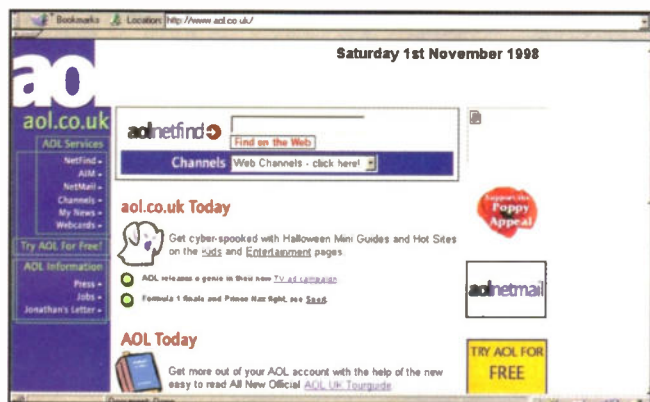 Bookmarks Location: http://www.aol.co.uk/
Saturday 1st November 1998
aol
aol.co.uk
AOL Services
NetFind
AIM
NetMail
Channels
My News
Webcards
Try AOL For Free!
AOL Information
Press
Jobs
Jonathan's Letter
aolnetfind
Find on the Web
Channels Web Channels - click here!
aol.co.uk Today
Get cyber-spooked with Halloween Mini Guides and Hot Sites
on the Kids and Entertainment pages.
AOL releases a genie in their new TV ad campaign
Formula 1 finale and Prince Naz fight, see Seed.
AOL Today
Get more out of your AOL account with the help of the new
easy to read All New Official AOL UK Tourguide
Support the
Poppy
Appeal
aolnetmail
TRY AOL FOR
FREE
Document: Done